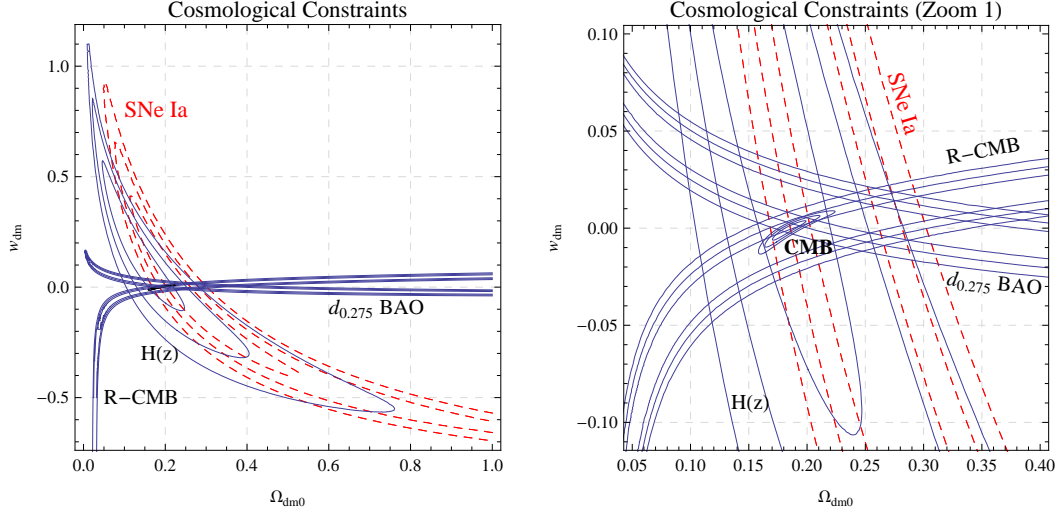 Cosmological Constraints
1.0
0.5
0.0
−0.5
w_dm
SNe Ia
d_0.275 BAO
H(z)
R−CMB
0.0
0.2
0.4
0.6
0.8
1.0
Ω_dm0
Cosmological Constraints (Zoom 1)
0.10
0.05
0.00
−0.05
−0.10
w_dm
SNe Ia
R−CMB
CMB
d_0.275 BAO
H(z)
0.05
0.10
0.15
0.20
0.25
0.30
0.35
0.40
Ω_dm0